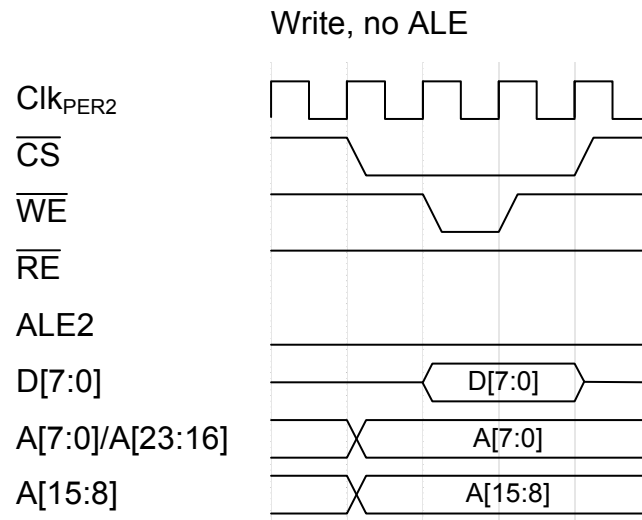 Write, no ALE
ClkPER2
CS
WE
RE
ALE2
D[7:0] D[7:0]
A[7:0]/A[23:16] A[7:0]
A[15:8] A[15:8]